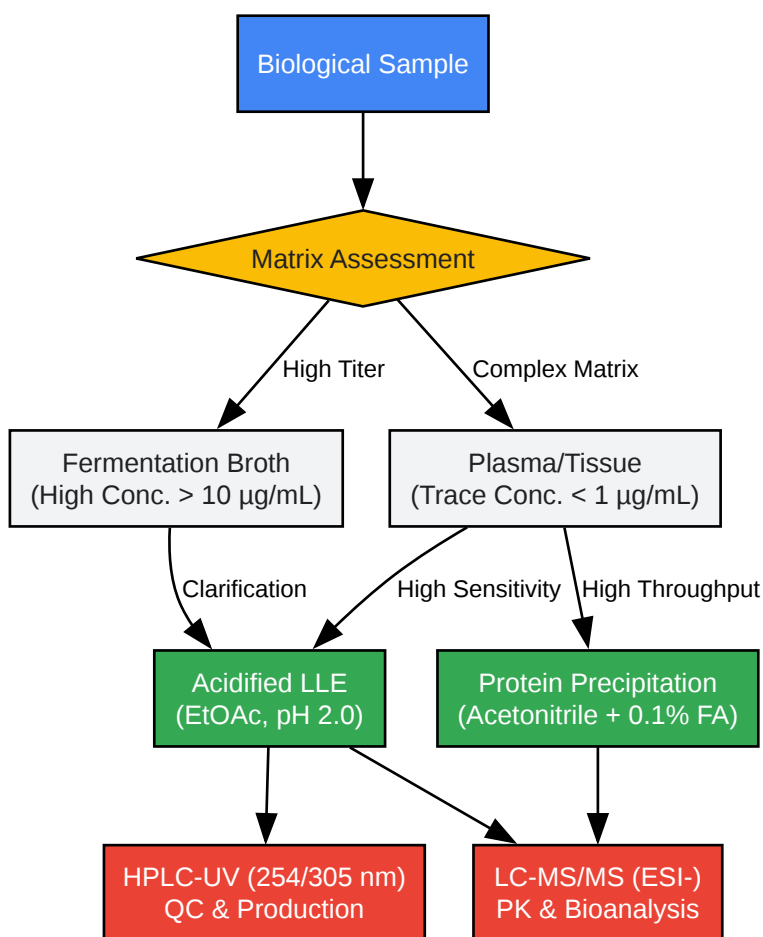 Biological Sample
Matrix Assessment
High Titer
Complex Matrix
Fermentation Broth
(High Conc. > 10 µg/mL)
Plasma/Tissue
(Trace Conc. < 1 µg/mL)
Clarification
High Sensitivity
High Throughput
Acidified LLE
(EtOAc, pH 2.0)
Protein Precipitation
(Acetonitrile + 0.1% FA)
HPLC-UV (254/305 nm)
QC & Production
LC-MS/MS (ESI-)
PK & Bioanalysis